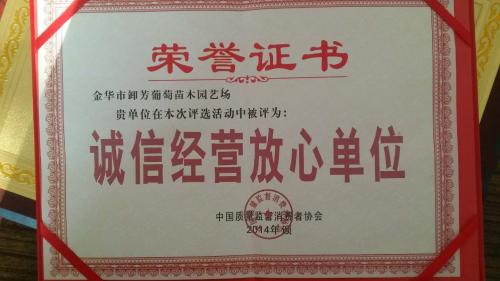 荣誉证书
金华市卸芳葡萄苗木园艺场
贵单位在本次评选活动中被评为：
诚信经营放心单位
中国质量监督消费者协会
2014年颁